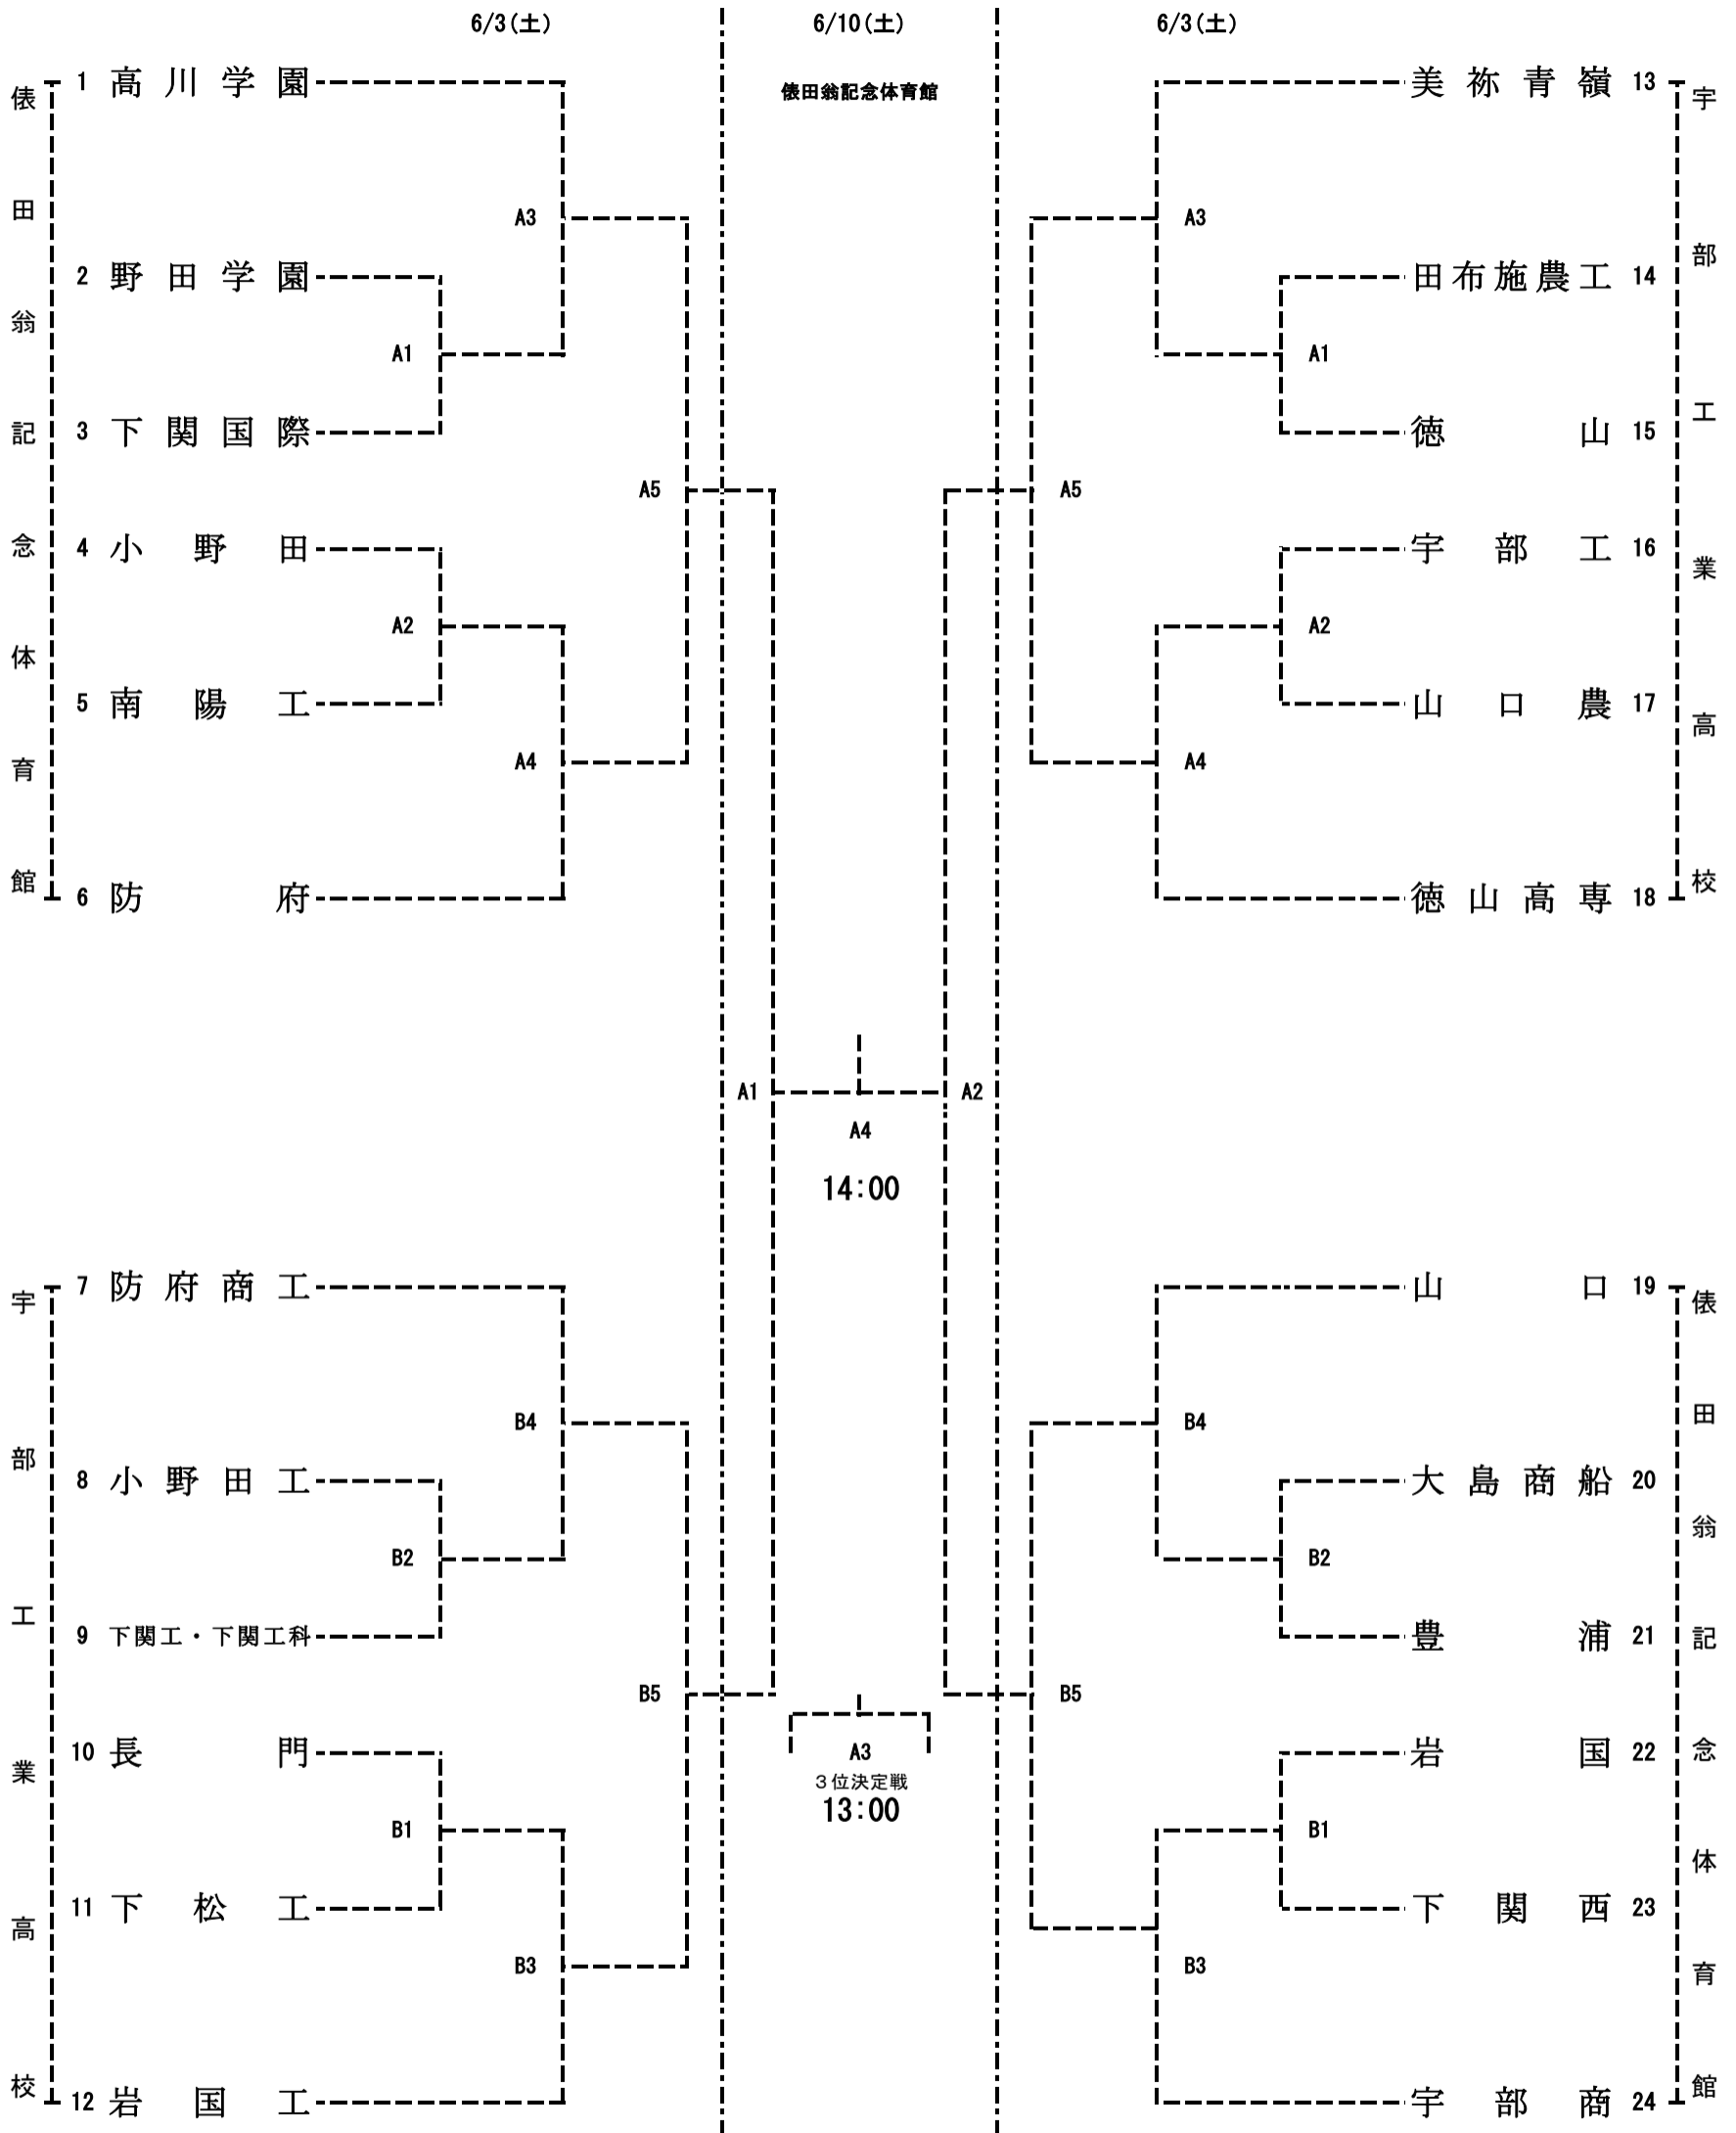 6/3(土)
6/10(土)
6/3(土)
俵田翁記念体育館
俵田翁記念体育館
1 高川学園
A3
2 野田学園
A1
3 下関国際
A5
4 小野田
A2
5 南陽工
A4
6 防府
宇部工業高校
7 防府商工
B4
8 小野田工
B2
9 下関工・下関工科
B5
10 長門
B1
11 下松工
B3
12 岩国工
A1
A2
A4
14:00
A3
3位決定戦
13:00
宇部工業高校
美祢青嶺 13
A3
田布施農工 14
A1
徳山 15
A5
宇部工 16
A2
山口農 17
A4
徳山高専 18
俵田翁記念体育館
山口 19
B4
大島商船 20
B2
豊浦 21
B5
岩国 22
B1
下関西 23
B3
宇部商 24